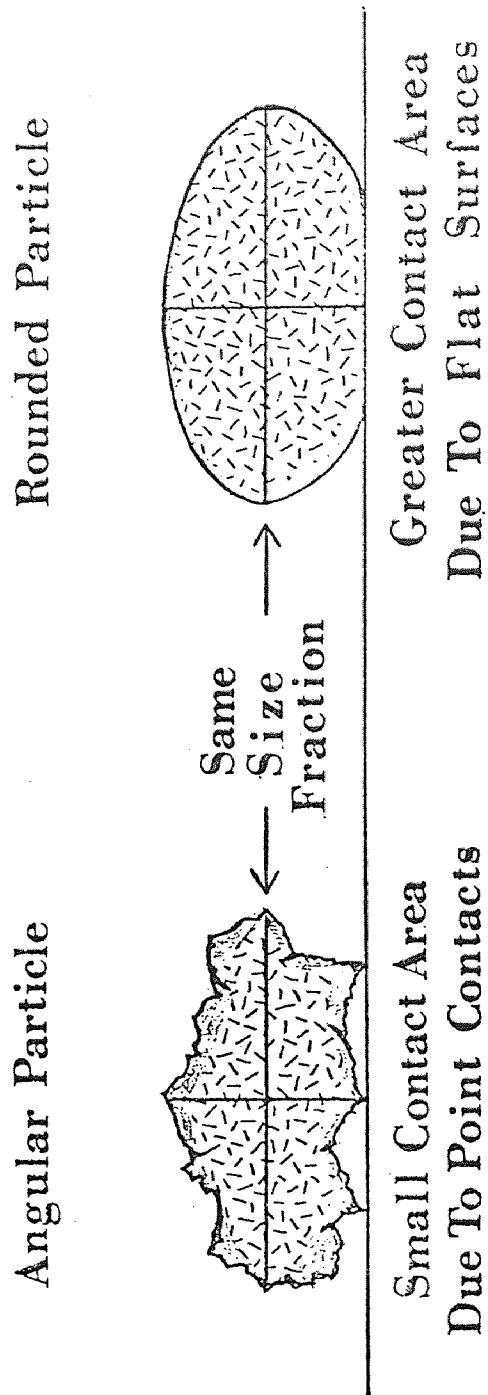 Angular Particle
Rounded Particle
Same
Size
Fraction
Small Contact Area
Due To Point Contacts
Greater Contact Area
Due To Flat Surfaces